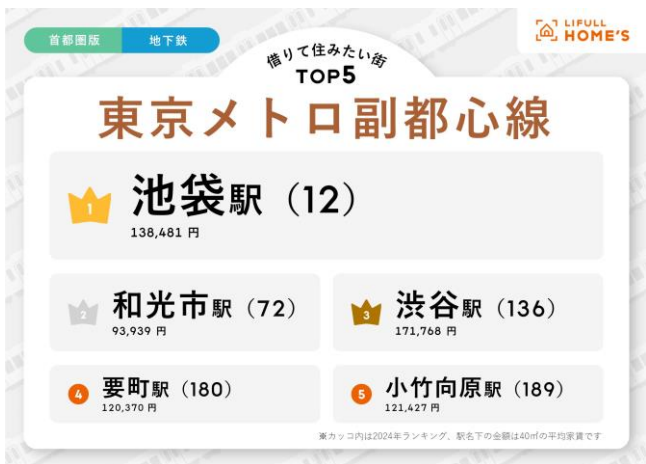 首都圏版 地下鉄
LIFULL HOME'S
借りて住みたい街
TOP5
東京メトロ副都心線
1 池袋駅（12）
138,481 円
2 和光市駅（72）
93,939 円
3 渋谷駅（136）
171,768 円
4 要町駅（180）
120,370 円
5 小竹向原駅（189）
121,427 円
※カッコ内は2024年ランキング、駅名下の金額は40㎡の平均家賃です